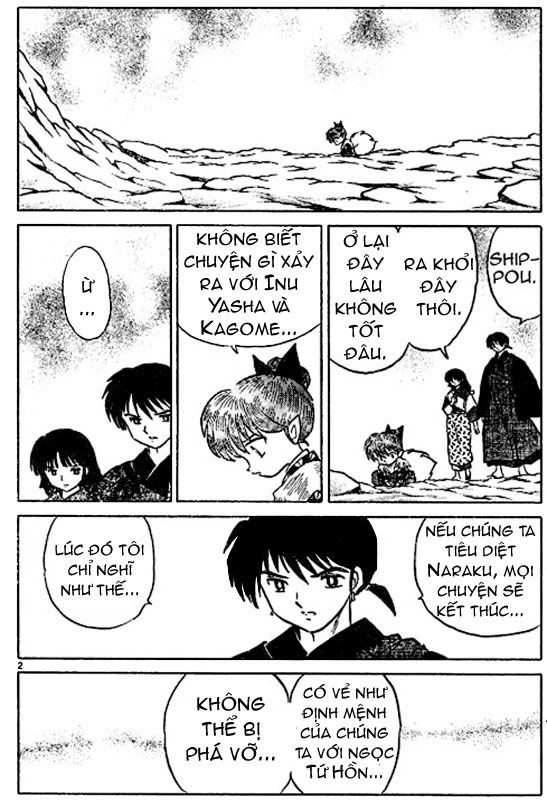 SHIP-
POU.
RA KHỎI
ĐÂY
THÔI.
Ở LẠI
ĐÂY
LÂU
KHÔNG
TỐT
ĐÂU.
KHÔNG BIẾT
CHUYỆN GÌ XẢY
RA VỚI INU
YASHA VÀ
KAGOME...
Ừ
...
NẾU CHÚNG TA
TIÊU DIỆT
NARAKU, MỌI
CHUYỆN SẼ
KẾT THÚC...
LÚC ĐÓ TÔI
CHỈ NGHĨ
NHƯ THẾ...
2
CÓ VẺ NHƯ
ĐỊNH MỆNH
CỦA CHÚNG
TA VỚI NGỌC
TỨ HỒN...
KHÔNG
THỂ BỊ
PHÁ VỠ...